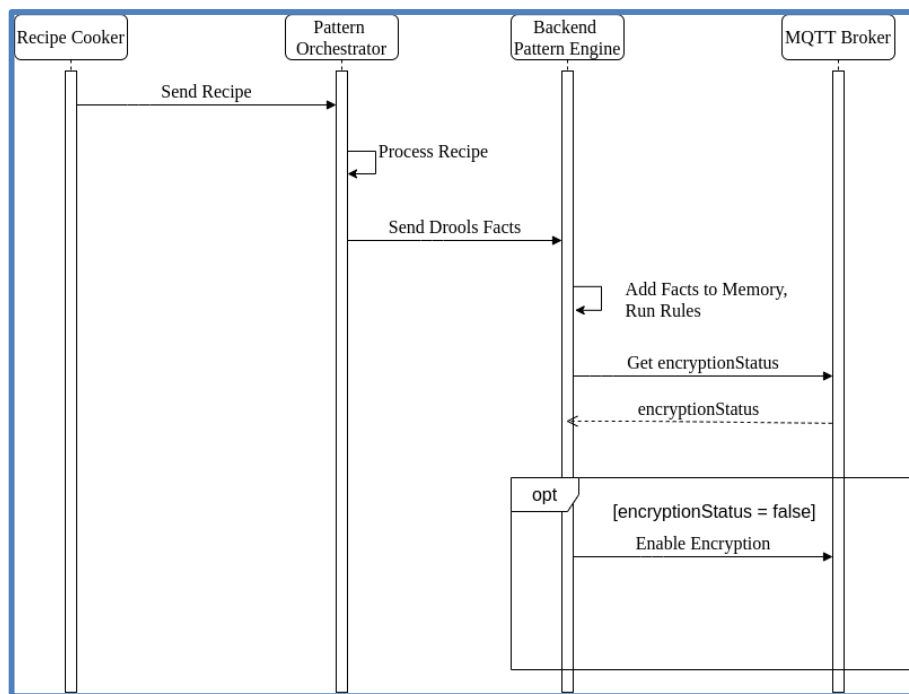 Recipe Cooker
Pattern
Orchestrator
Backend
Pattern Engine
MQTT Broker
Send Recipe
Process Recipe
Send Drools Facts
Add Facts to Memory,
Run Rules
Get encryptionStatus
encryptionStatus
opt
[encryptionStatus = false]
Enable Encryption